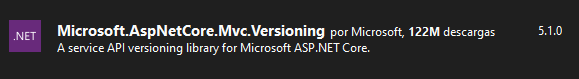 Microsoft.AspNetCore.Mvc.Versioning por Microsoft, 122M descargas 5.1.0
.NET
A service API versioning library for Microsoft ASP.NET Core.